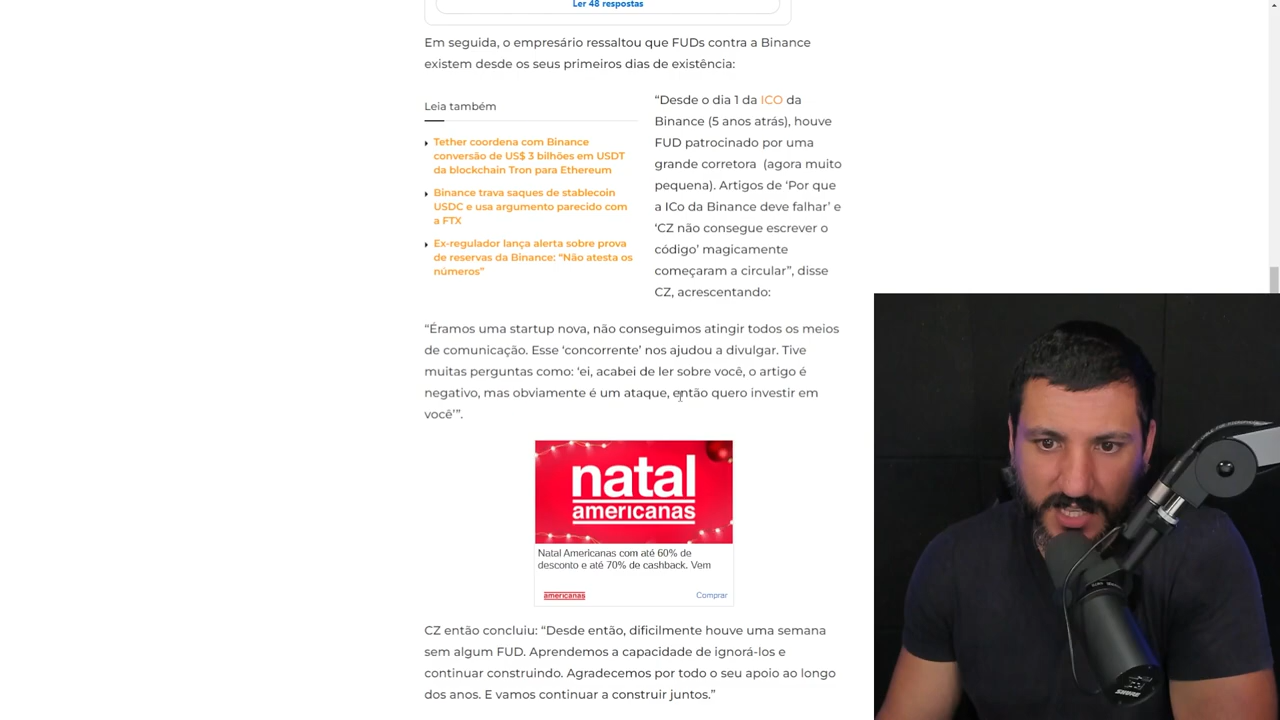 Ler 48 respostas
Em seguida, o empresário ressaltou que FUDs contra a Binance
existem desde os seus primeiros dias de existência:
Leia também
Tether coordena com Binance
conversão de US$ 3 bilhões em USDT
da blockchain Tron para Ethereum
Binance trava saques de stablecoin
USDC e usa argumento parecido com
a FTX
Ex-regulador lança alerta sobre prova
de reservas da Binance: “Não atesta os
números”
“Desde o dia 1 da ICO da
Binance (5 anos atrás), houve
FUD patrocinado por uma
grande corretora (agora muito
pequena). Artigos de ‘Por que
a ICo da Binance deve falhar’ e
‘CZ não consegue escrever o
código’ magicamente
começaram a circular”, disse
CZ, acrescentando:
“Éramos uma startup nova, não conseguimos atingir todos os meios
de comunicação. Esse ‘concorrente’ nos ajudou a divulgar. Tive
muitas perguntas como: ‘ei, acabei de ler sobre você, o artigo é
negativo, mas obviamente é um ataque, então quero investir em
você’”.
natal
americanas
Natal Americanas com até 60% de
desconto e até 70% de cashback. Vem
americanas
Comprar
CZ então concluiu: “Desde então, dificilmente houve uma semana
sem algum FUD. Aprendemos a capacidade de ignorá-los e
continuar construindo. Agradecemos por todo o seu apoio ao longo
dos anos. E vamos continuar a construir juntos.”